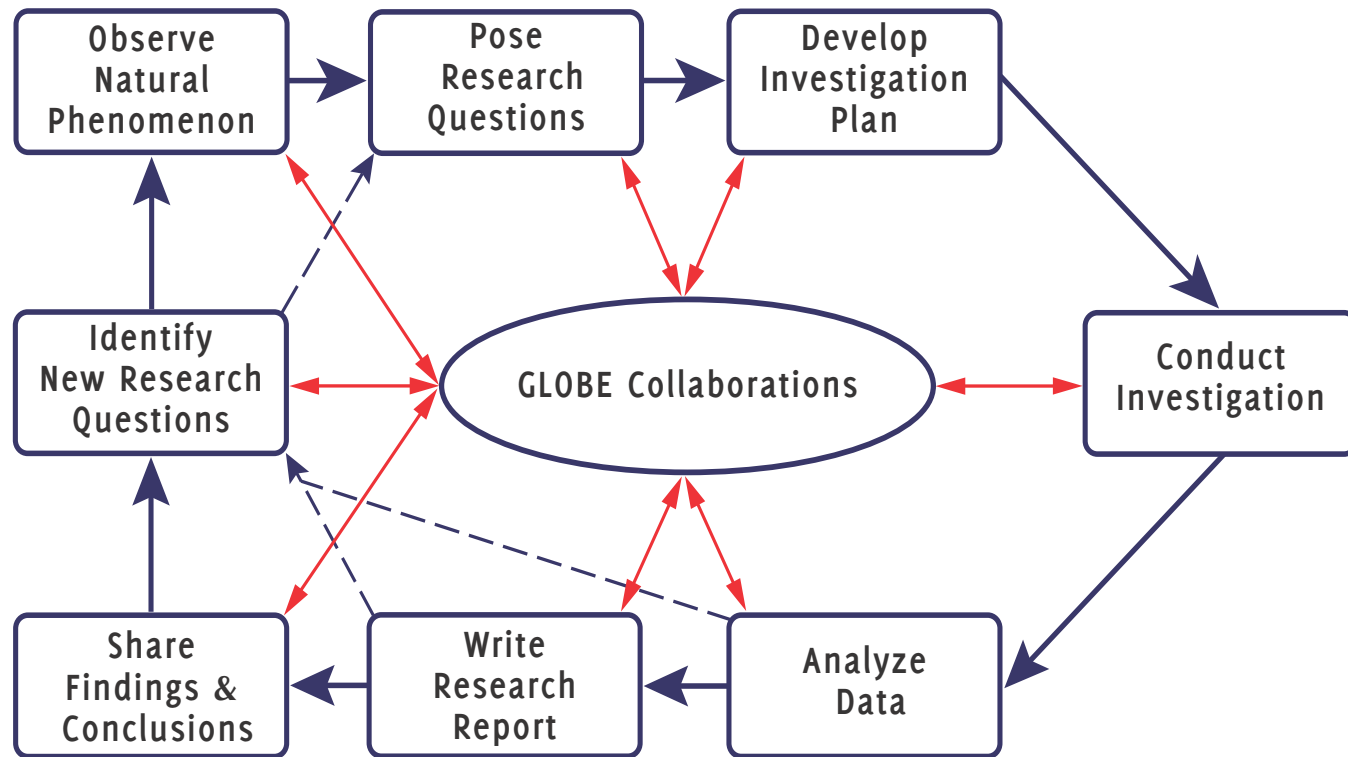 Observe
Natural
Phenomenon
Pose
Research
Questions
Develop
Investigation
Plan
Identify
New Research
Questions
GLOBE Collaborations
Conduct
Investigation
Share
Findings &
Conclusions
Write
Research
Report
Analyze
Data